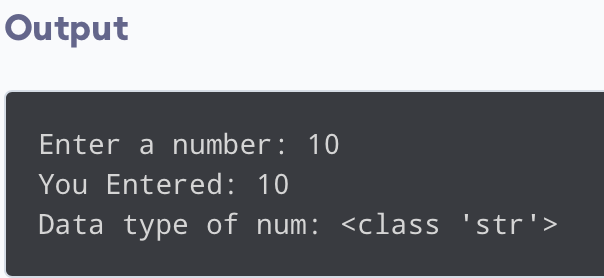 Output
Enter a number: 10
You Entered: 10
Data type of num: <class 'str'>